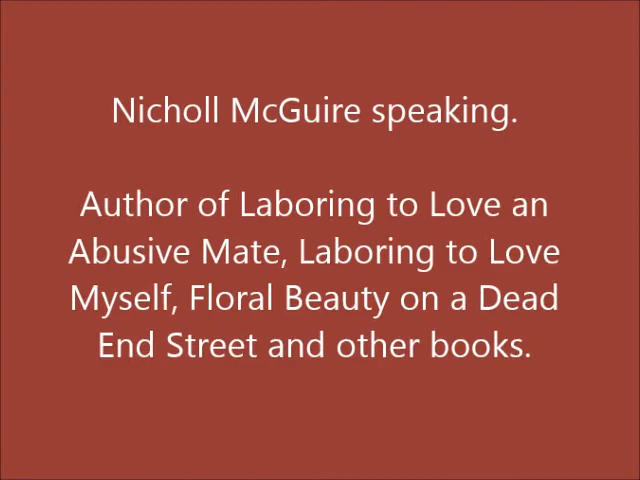 Nicholl McGuire speaking.
Author of Laboring to Love an
Abusive Mate, Laboring to Love
Myself, Floral Beauty on a Dead
End Street and other books.